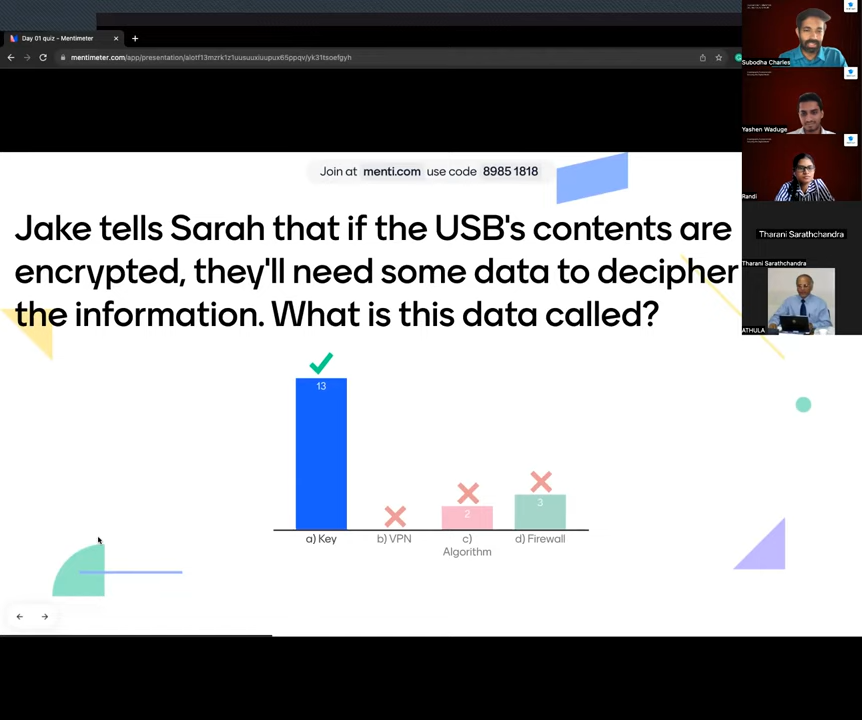 Day 01 quiz - Mentimeter
Join at menti.com use code 8985 1818
Jake tells Sarah that if the USB's contents are
encrypted, they'll need some data to decipher
the information. What is this data called?
13
2
3
a) Key
b) VPN
c)
Algorithm
d) Firewall
Subodha Charles
Yashen Waduge
Randi
Tharani Sarathchandra
Tharani Sarathchandra
ATHULA